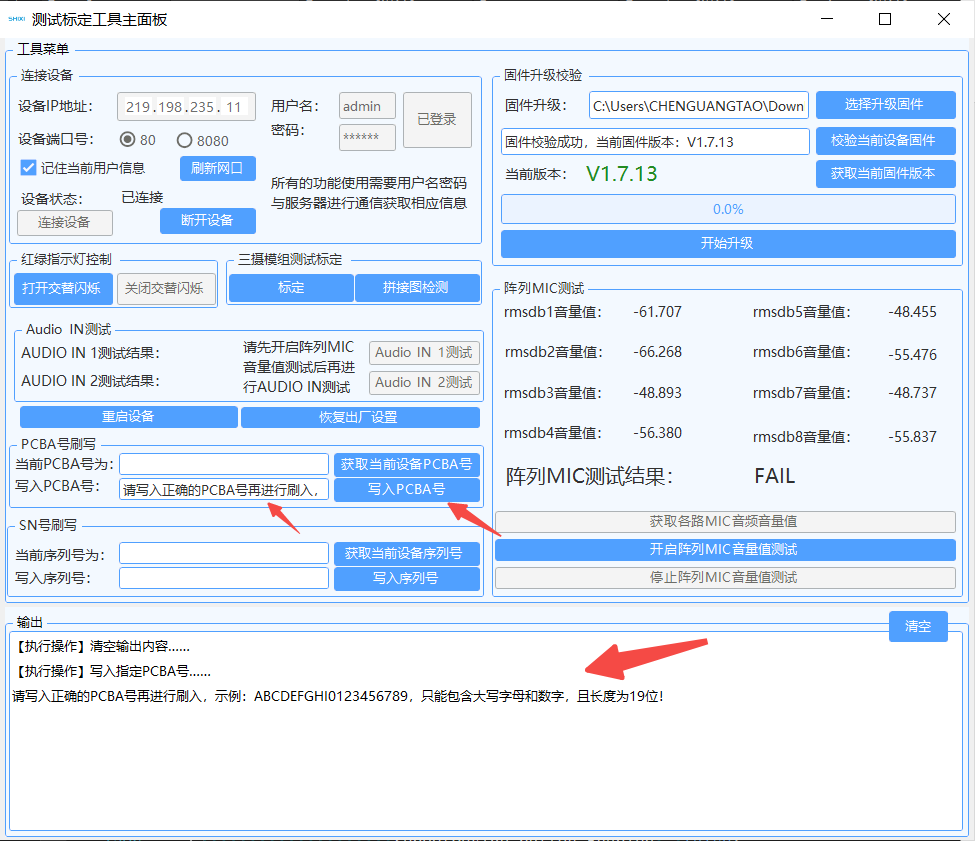 SHIXI 测试标定工具主面板
工具菜单
连接设备
设备IP地址： 219.198.235. 11 用户名： admin 已登录
密码： ******
设备端口号： 80 8080
记住当前用户信息 刷新网口
设备状态： 已连接
连接设备 断开设备
所有的功能使用需要用户名密码
与服务器进行通信获取相应信息
红绿指示灯控制
打开交替闪烁 关闭交替闪烁
三摄模组测试标定
标定 拼接图检测
Audio IN测试
AUDIO IN 1测试结果：
AUDIO IN 2测试结果：
请先开启阵列MIC
音量值测试后再进
行AUDIO IN测试
Audio IN 1测试
Audio IN 2测试
重启设备 恢复出厂设置
PCBA号刷写
当前PCBA号为： 获取当前设备PCBA号
写入PCBA号： 请写入正确的PCBA号再进行刷入， 写入PCBA号
SN号刷写
当前序列号为： 获取当前设备序列号
写入序列号： 写入序列号
固件升级校验
固件升级： C:\Users\CHENGUANGTAO\Down 选择升级固件
固件校验成功，当前固件版本：V1.7.13 校验当前设备固件
当前版本： V1.7.13 获取当前固件版本
0.0%
开始升级
阵列MIC测试
rmsdb1音量值： -61.707 rmsdb5音量值： -48.455
rmsdb2音量值： -66.268 rmsdb6音量值： -55.476
rmsdb3音量值： -48.893 rmsdb7音量值： -48.737
rmsdb4音量值： -56.380 rmsdb8音量值： -55.837
阵列MIC测试结果： FAIL
获取各路MIC音频音量值
开启阵列MIC音量值测试
停止阵列MIC音量值测试
输出
清空
【执行操作】清空输出内容......
【执行操作】写入指定PCBA号......
请写入正确的PCBA号再进行刷入，示例：ABCDEFGHI0123456789，只能包含大写字母和数字，且长度为19位！